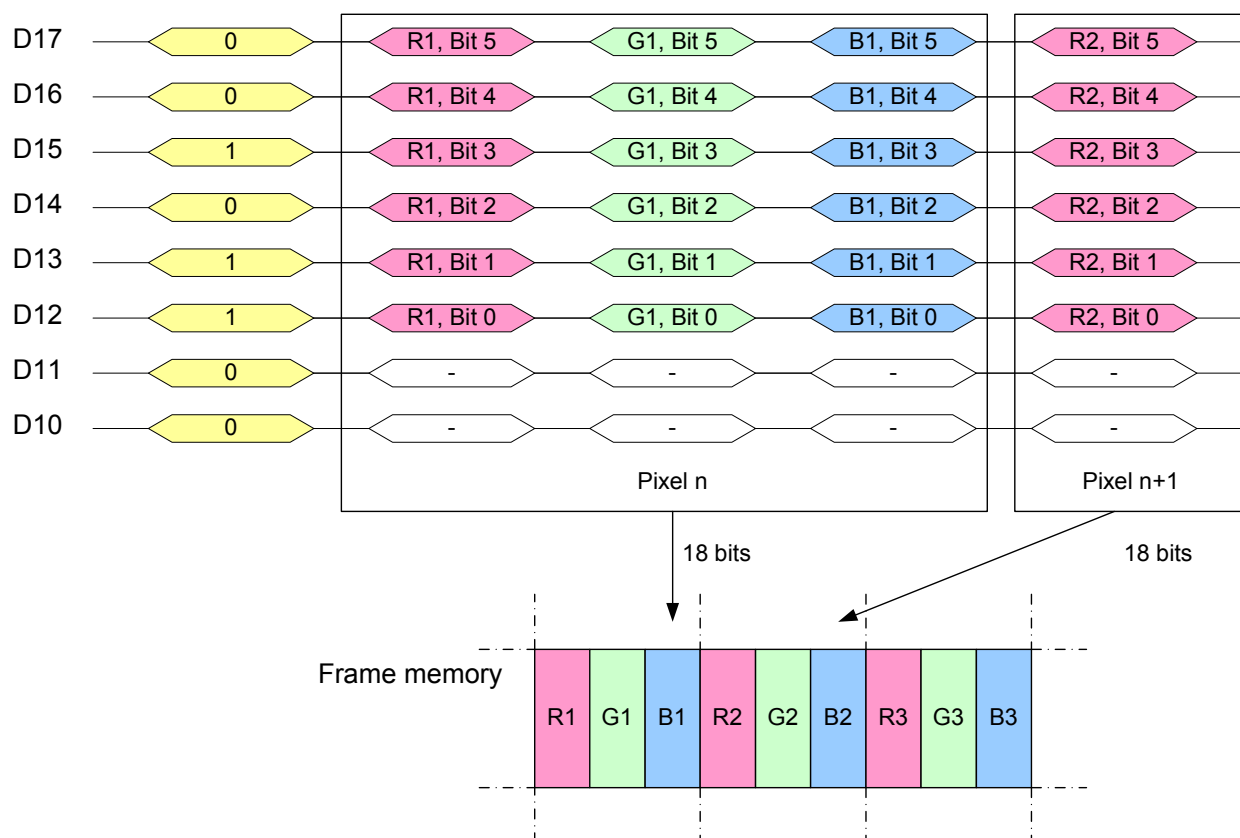 D17 0 R1, Bit 5 G1, Bit 5 B1, Bit 5 R2, Bit 5
D16 0 R1, Bit 4 G1, Bit 4 B1, Bit 4 R2, Bit 4
D15 1 R1, Bit 3 G1, Bit 3 B1, Bit 3 R2, Bit 3
D14 0 R1, Bit 2 G1, Bit 2 B1, Bit 2 R2, Bit 2
D13 1 R1, Bit 1 G1, Bit 1 B1, Bit 1 R2, Bit 1
D12 1 R1, Bit 0 G1, Bit 0 B1, Bit 0 R2, Bit 0
D11 0 - - - -
D10 0 - - - -
Pixel n Pixel n+1
18 bits 18 bits
Frame memory
R1 G1 B1 R2 G2 B2 R3 G3 B3